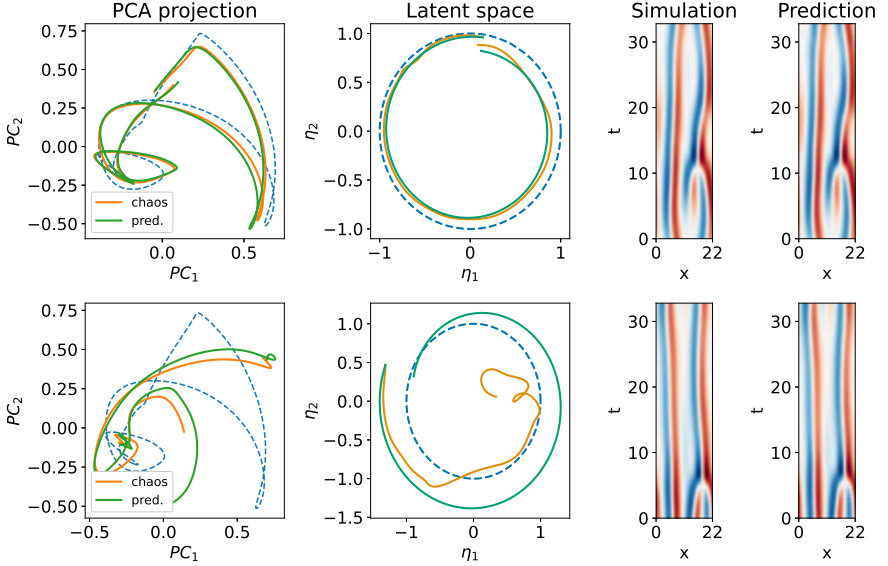 PCA projection
Latent space
Simulation
Prediction
0.75
0.50
0.25
0.00
−0.25
−0.50
PC2
chaos
pred.
0.0
0.5
PC1
1.0
0.5
0.0
−0.5
−1.0
η2
−1
0
1
η1
30
20
10
0
t
0
22
x
30
20
10
0
t
0
22
x
0.75
0.50
0.25
0.00
−0.25
−0.50
PC2
chaos
pred.
−0.5
0.0
0.5
PC1
1.0
0.5
0.0
−0.5
−1.0
−1.5
η2
−1
0
1
η1
30
20
10
0
t
0
22
x
30
20
10
0
t
0
22
x